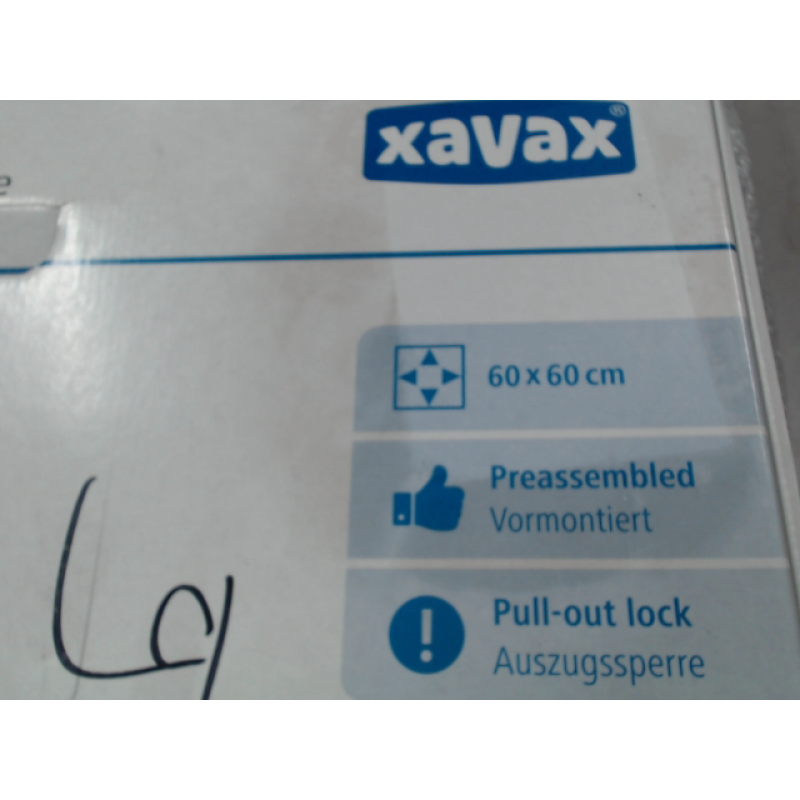 xavax®
60 x 60 cm
Preassembled
Vormontiert
Pull-out lock
Auszugssperre